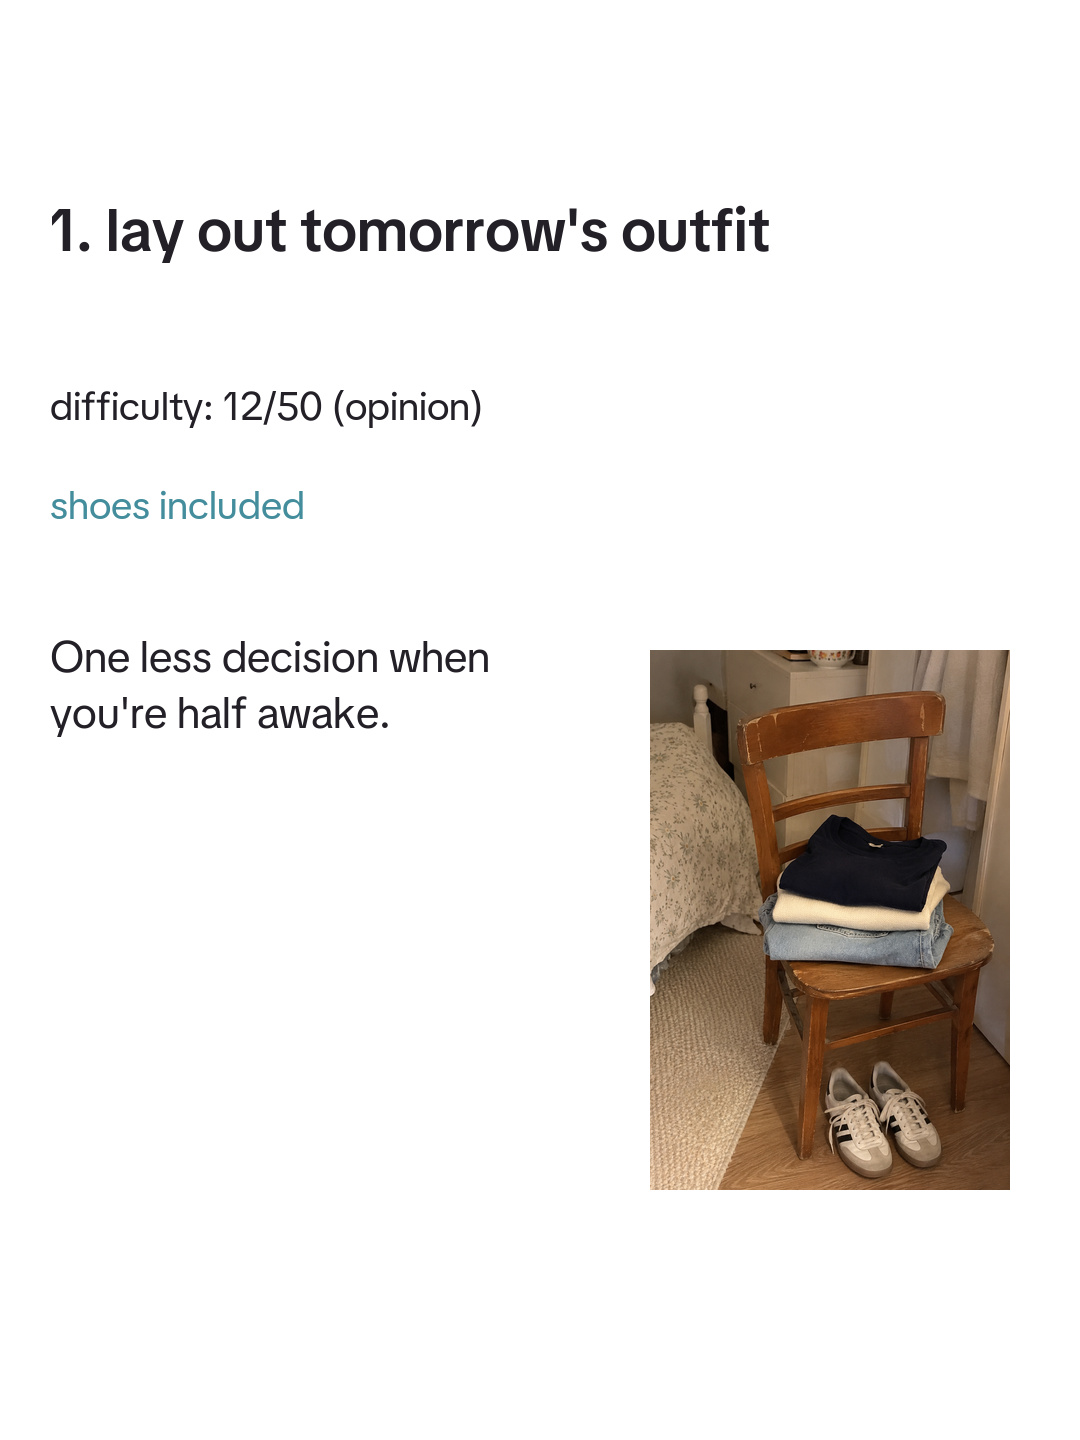 1. lay out tomorrow's outfit
difficulty: 12/50 (opinion)
shoes included
One less decision when
you're half awake.